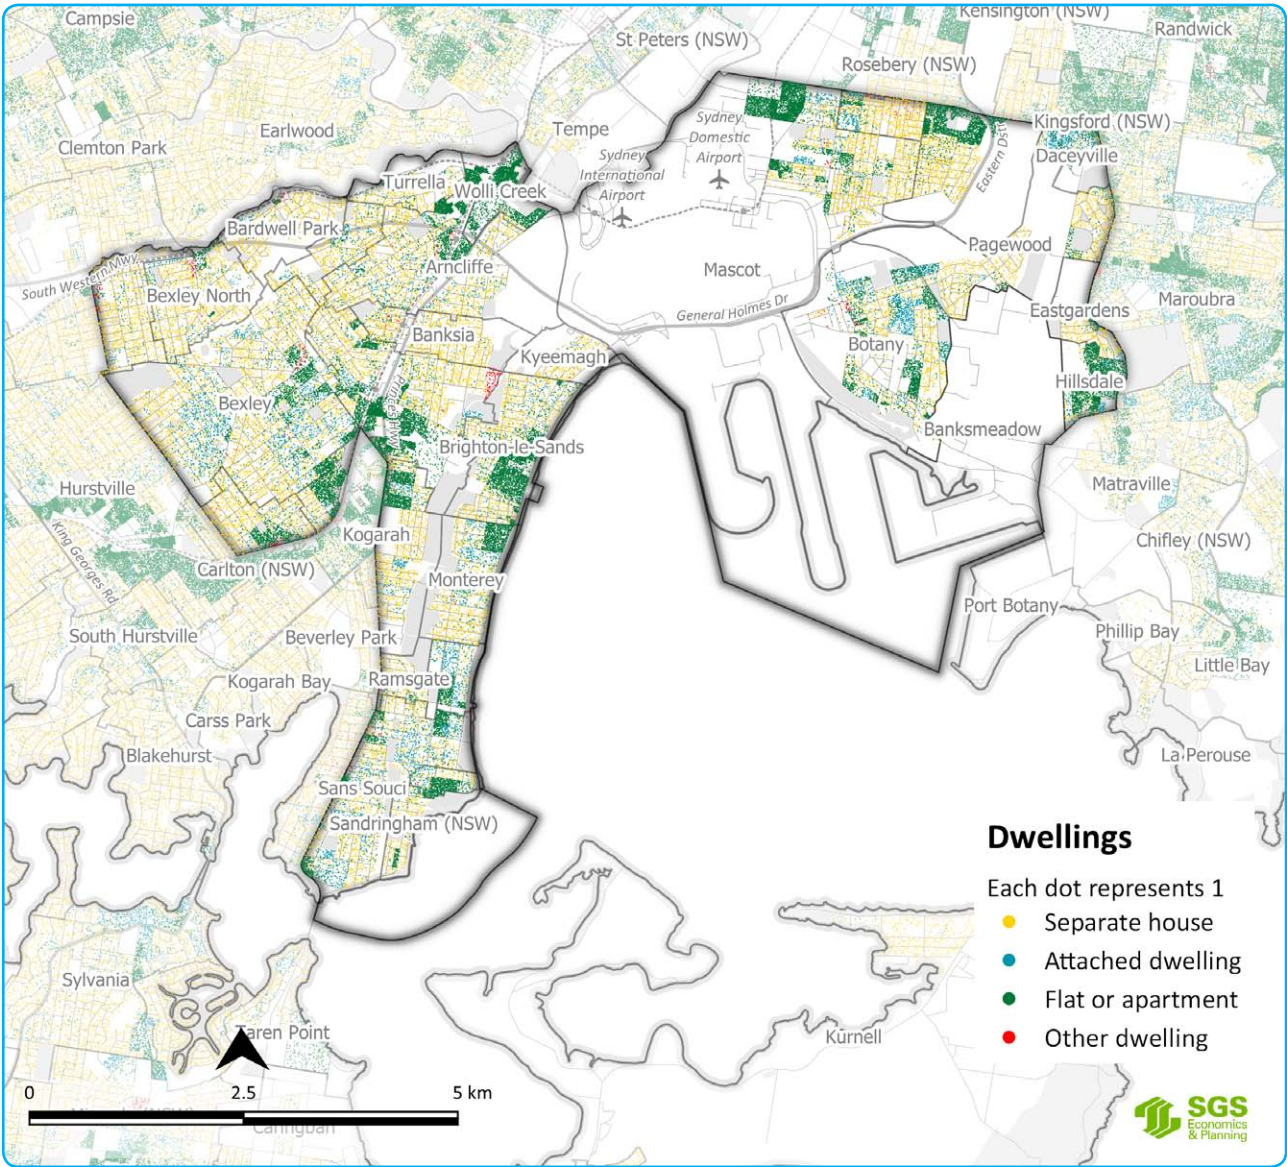 Campsie
Kensington (NSW)
Randwick
St Peters (NSW)
Rosebery (NSW)
Earlwood
Tempe
Kingsford (NSW)
Clemton Park
Sydney
Domestic
Airport
Daceyville
Sydney
International
Airport
Eastern Dstr
Turrella
Wolli Creek
Bardwell Park
Pagewood
South Western Mwy
Arncliffe
Mascot
Bexley North
General Holmes Dr
Maroubra
Eastgardens
Banksia
Kyeemagh
Botany
Hillsdale
Bexley
Princes Hwy
Banksmeadow
Brighton-le-Sands
Hurstville
Matraville
King Georges Rd
Kogarah
Chifley (NSW)
Carlton (NSW)
Monterey
Port Botany
South Hurstville
Beverley Park
Phillip Bay
Little Bay
Kogarah Bay
Ramsgate
Carss Park
Blakehurst
La Perouse
Sans Souci
Sandringham (NSW)
Dwellings
Each dot represents 1
Separate house
Attached dwelling
Flat or apartment
Other dwelling
Sylvania
Taren Point
Kurnell
0 2.5 5 km
Caringbah
SGS
Economics
& Planning